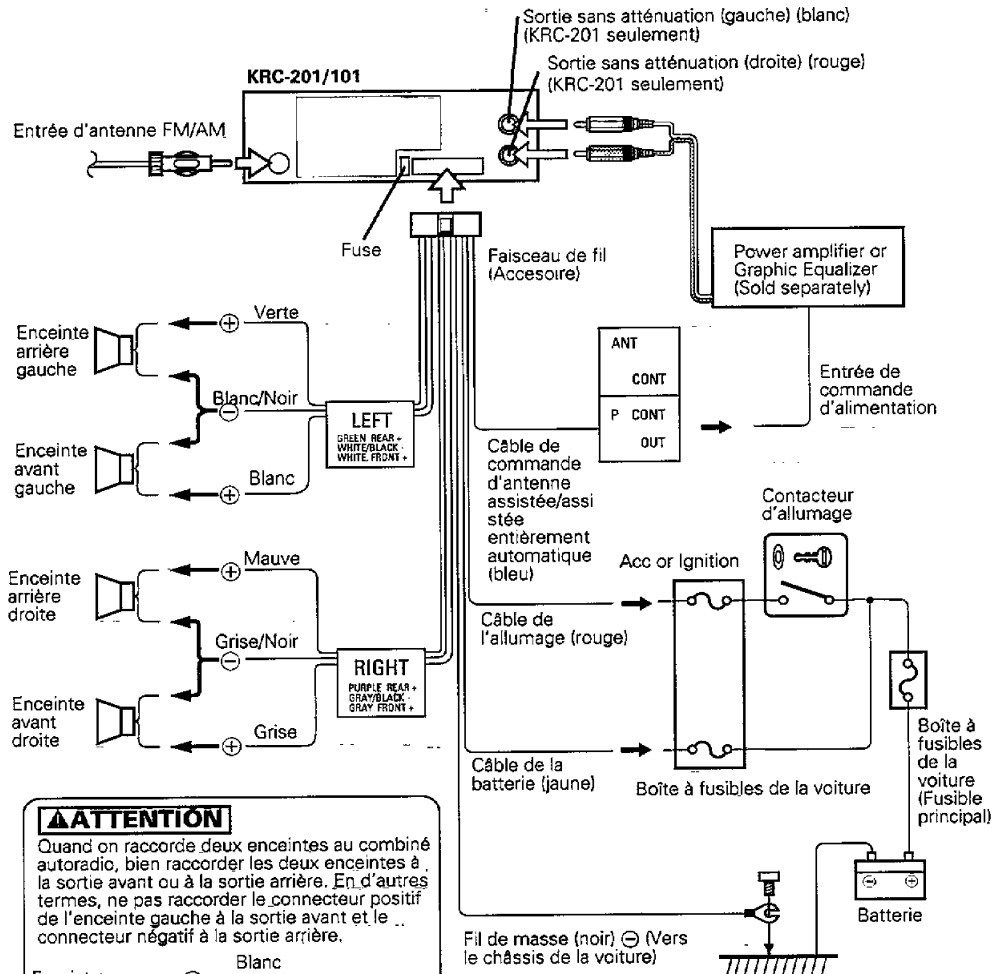 Sortie sans atténuation (gauche) (blanc)
(KRC-201 seulement)
Sortie sans atténuation (droite) (rouge)
(KRC-201 seulement)
KRC-201/101
Entrée d'antenne FM/AM
Fuse
Faisceau de fil
(Accesoire)
Power amplifier or
Graphic Equalizer
(Sold separately)
ANT
CONT
P CONT
OUT
Entrée de
commande
d'alimentation
Enceinte
arrière
gauche
Verte
Blanc/Noir
LEFT
GREEN REAR +
WHITE/BLACK -
WHITE FRONT +
Enceinte
avant
gauche
Blanc
Câble de
commande
d'antenne
assistée/assi
stée
entièrement
automatique
(bleu)
Contacteur
d'allumage
Acc or Ignition
Enceinte
arrière
droite
Mauve
Grise/Noir
RIGHT
PURPLE REAR +
GRAY/BLACK -
GRAY FRONT +
Enceinte
avant
droite
Grise
Câble de
l'allumage (rouge)
Câble de la
batterie (jaune)
Boîte à fusibles de la voiture
Boîte à
fusibles
de la
voiture
(Fusible
principal)
Batterie
Fil de masse (noir) ⊖ (Vers
le châssis de la voiture)
ATTENTION
Quand on raccorde deux enceintes au combiné
autoradio, bien raccorder les deux enceintes à
la sortie avant ou à la sortie arrière. En d'autres
termes, ne pas raccorder le connecteur positif
de l'enceinte gauche à la sortie avant et le
connecteur négatif à la sortie arrière.
Blanc